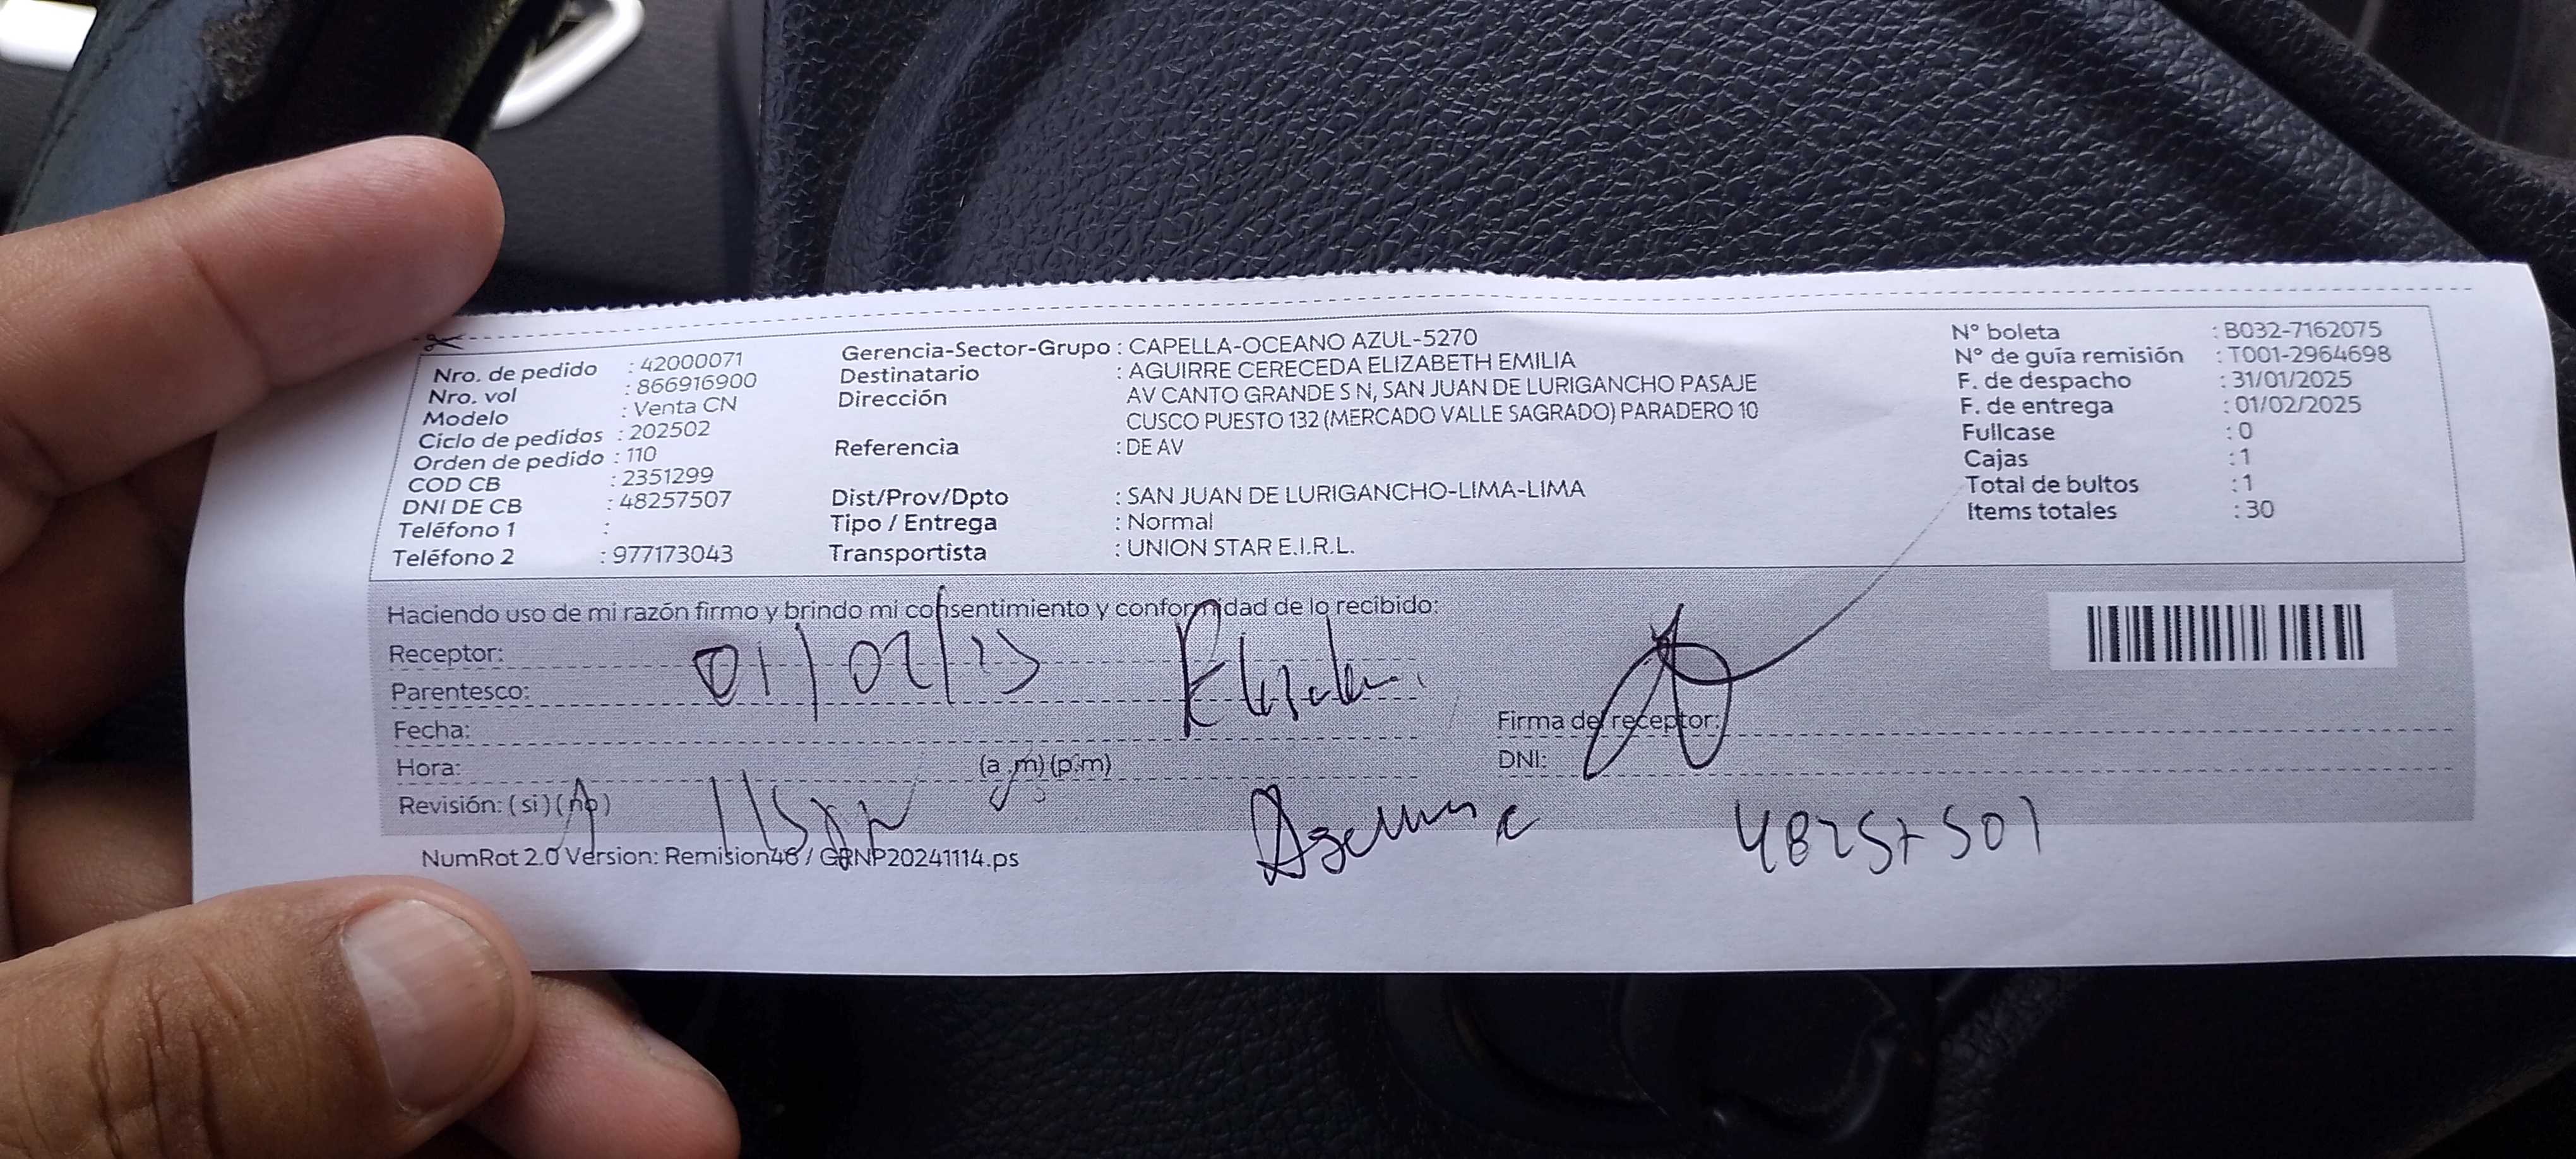 Nro. de pedido : 42000071
Nro. vol : 866916900
Modelo : Venta CN
Ciclo de pedidos : 202502
Orden de pedido : 110
COD CB : 2351299
DNI DE CB : 48257507
Teléfono 1 :
Teléfono 2 : 977173043
Gerencia-Sector-Grupo : CAPELLA-OCEANO AZUL-5270
Destinatario : AGUIRRE CERECEDA ELIZABETH EMILIA
Dirección : AV CANTO GRANDE S N, SAN JUAN DE LURIGANCHO PASAJE
CUSCO PUESTO 132 (MERCADO VALLE SAGRADO) PARADERO 10
Referencia : DE AV
Dist/Prov/Dpto : SAN JUAN DE LURIGANCHO-LIMA-LIMA
Tipo / Entrega : Normal
Transportista : UNION STAR E.I.R.L.
N° boleta : B032-7162075
N° de guía remisión : T001-2964698
F. de despacho : 31/01/2025
F. de entrega : 01/02/2025
Fullcase : 0
Cajas : 1
Total de bultos : 1
Items totales : 30
Haciendo uso de mi razón firmo y brindo mi consentimiento y conformidad de lo recibido:
Receptor:
Parentesco:
01/02/25
Fecha:
Hora: (a.m) (p.m)
Revisión: (si) (no)
Firma de receptor:
DNI:
48257507
NumRot 2.0 Version: Remision46 / GRNP20241114.ps